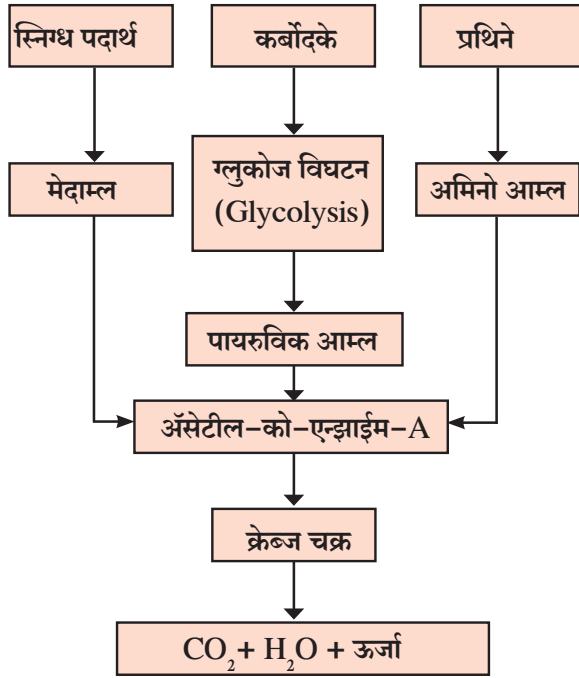 स्निग्ध पदार्थ
कर्बोदके
प्रथिने
मेदाम्ल
ग्लुकोज विघटन
(Glycolysis)
अमिनो आम्ल
पायरुविक आम्ल
ॲसेटील-को-एन्झाईम-A
क्रेब्ज चक्र
CO₂+ H₂O + ऊर्जा